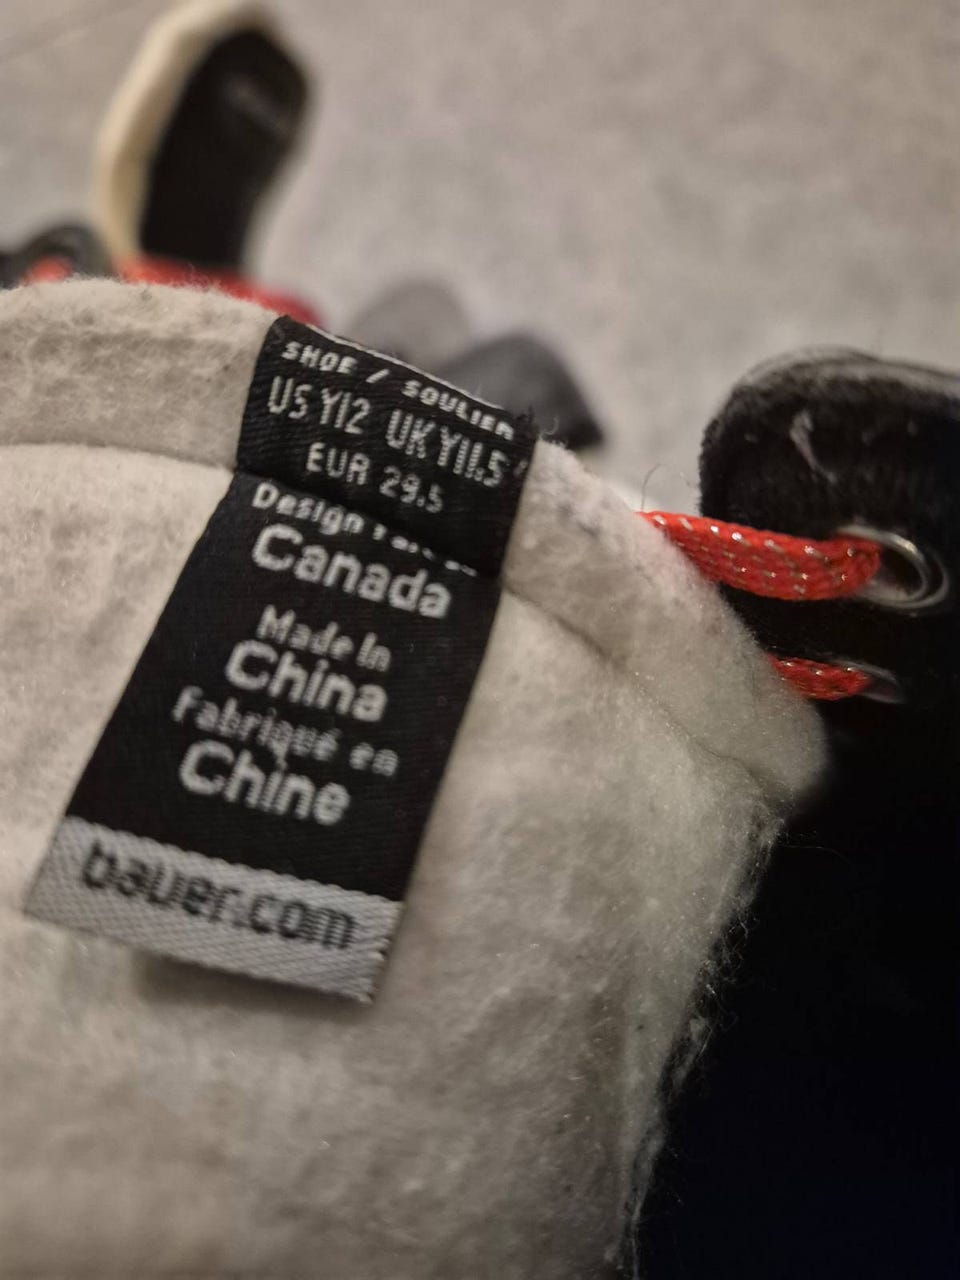 SHOE / SOULIER
US Y12 UK Y11.5
EUR 29.5
Design
Canada
Made In
China
Fabriqué en
Chine
bauer.com